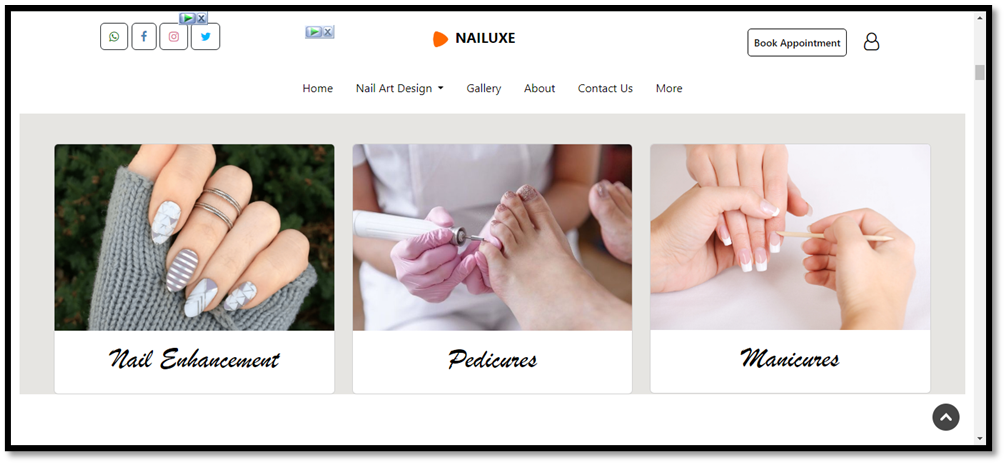 NAILUXE
Book Appointment
Home Nail Art Design Gallery About Contact Us More
Nail Enhancement
Pedicures
Manicures